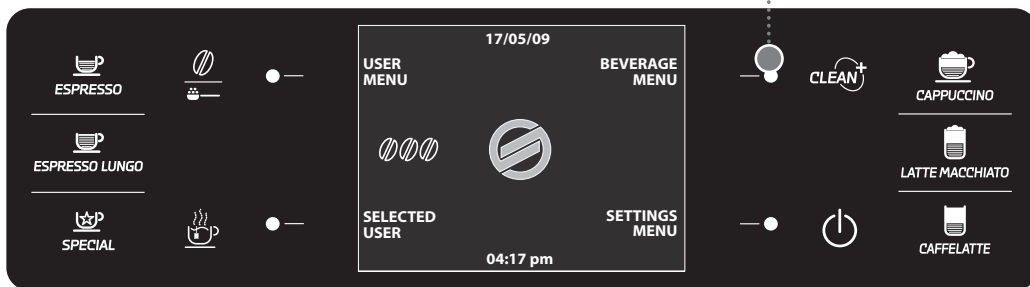 17/05/09
USER
MENU
BEVERAGE
MENU
ESPRESSO
CLEAN+
CAPPUCCINO
ESPRESSO LUNGO
LATTE MACCHIATO
SELECTED
USER
SETTINGS
MENU
SPECIAL
CAFFELATTE
04:17 pm